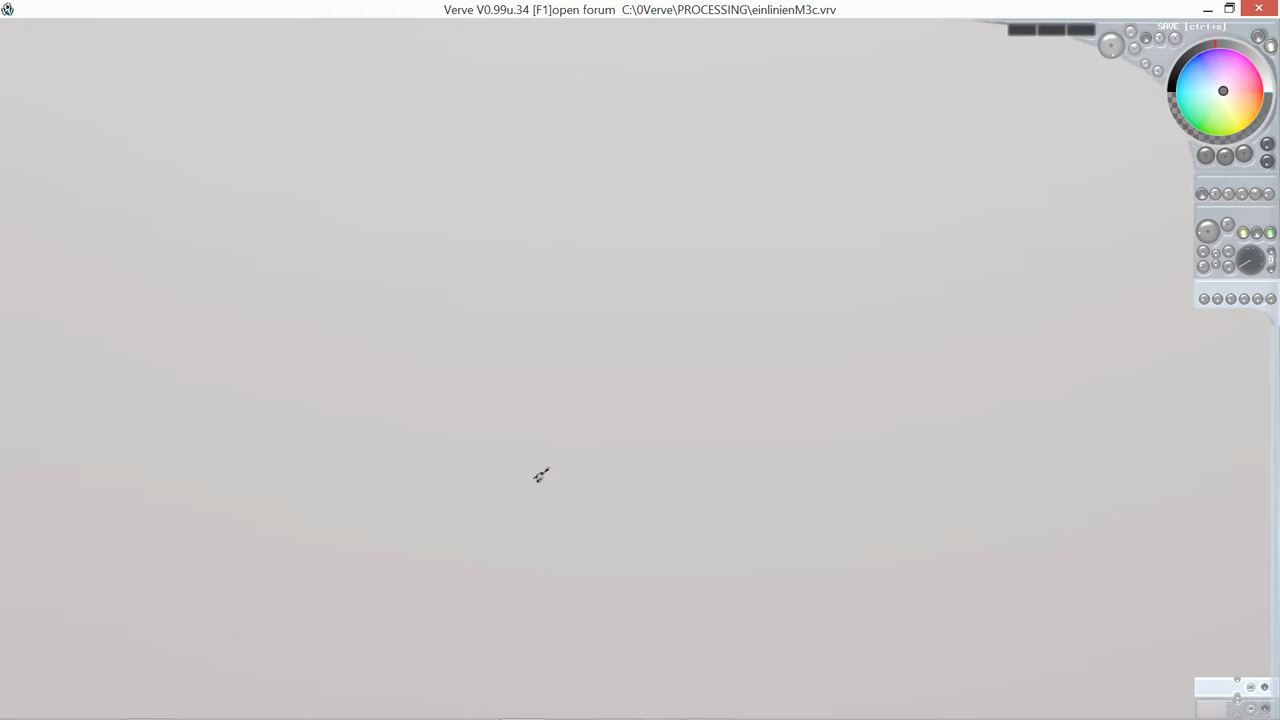 Verve V0.99u.34 [F1]open forum  C:\0Verve\PROCESSING\einlinienM3c.vrv
SAVE [ctrl+s]